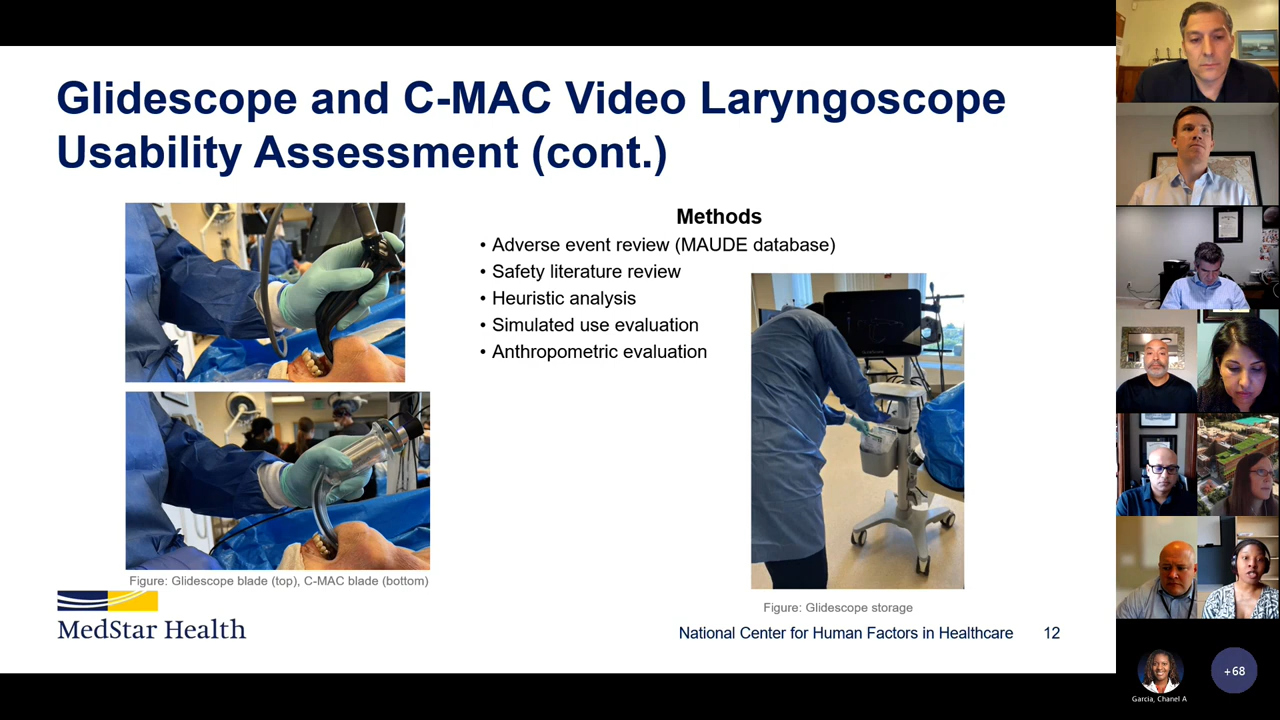 Glidescope and C-MAC Video Laryngoscope
Usability Assessment (cont.)
Methods
• Adverse event review (MAUDE database)
• Safety literature review
• Heuristic analysis
• Simulated use evaluation
• Anthropometric evaluation
Figure: Glidescope blade (top), C-MAC blade (bottom)
Figure: Glidescope storage
MedStar Health
National Center for Human Factors in Healthcare 12
+68
Garcia, Chanel A